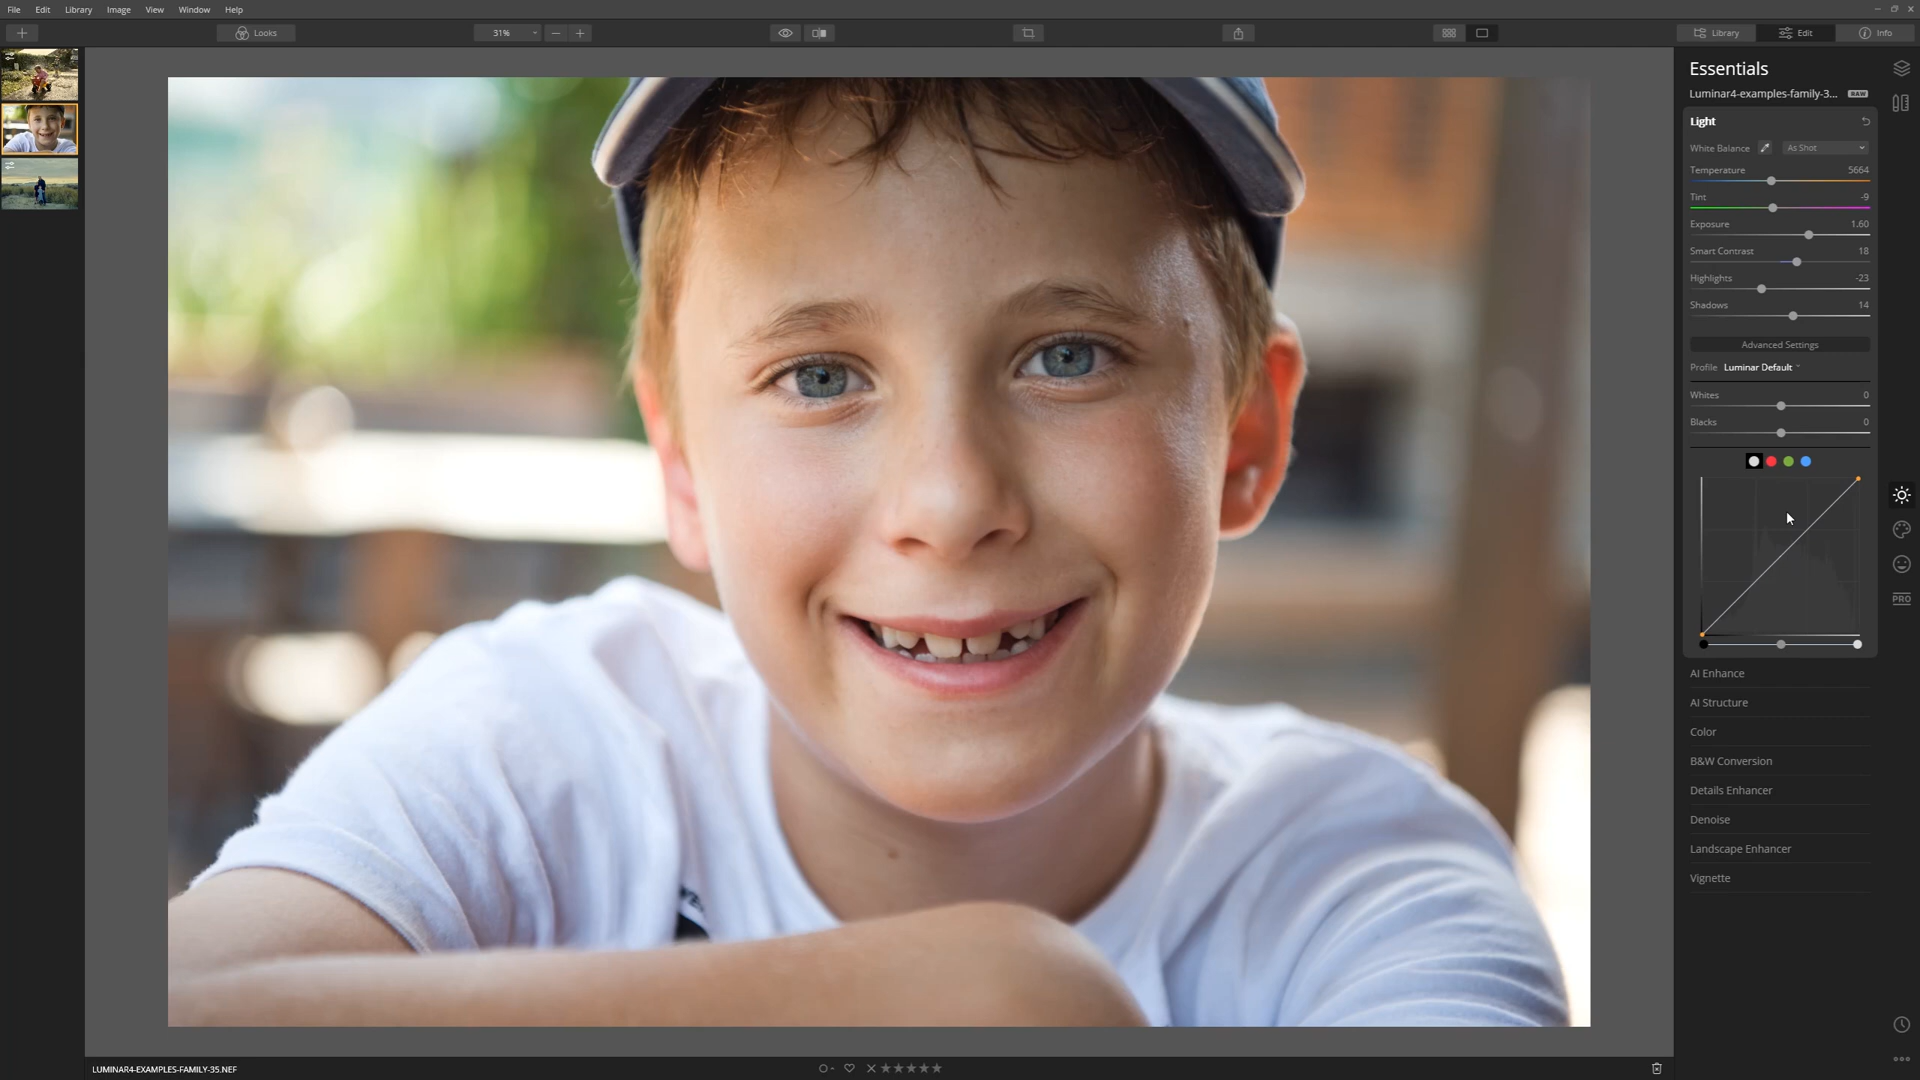 File Edit Library Image View Window Help
Looks 31% Library Edit Info
Essentials
Luminar4-examples-family-3... RAW
Light
White Balance As Shot
Temperature 5664
Tint -9
Exposure 1.60
Smart Contrast 18
Highlights -23
Shadows 14
Advanced Settings
Profile Luminar Default
Whites 0
Blacks 0
PRO
AI Enhance
AI Structure
Color
B&W Conversion
Details Enhancer
Denoise
Landscape Enhancer
Vignette
LUMINAR4-EXAMPLES-FAMILY-35.NEF